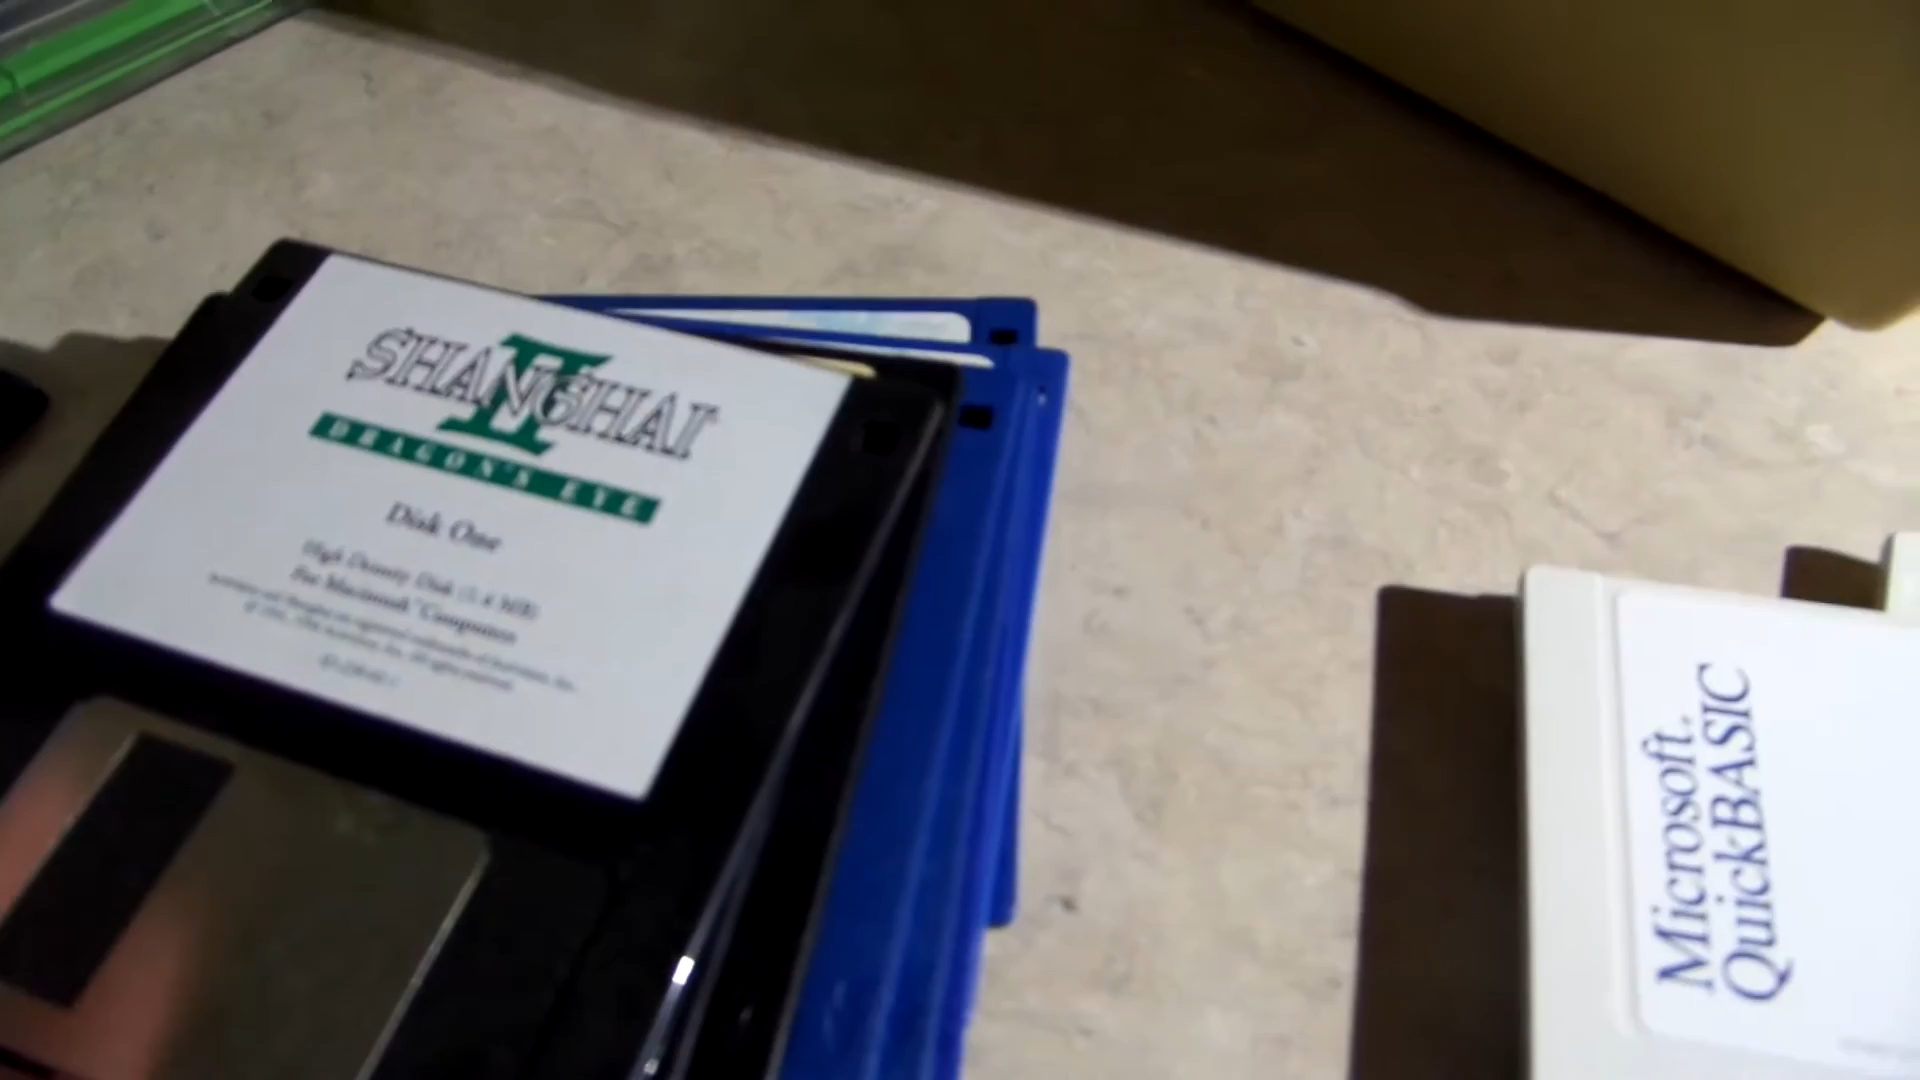 SHANGHAI
II
DRAGON'S EYE
Disk One
High Density Disk (1.4 MB)
For Macintosh Computers
Microsoft.
QuickBASIC